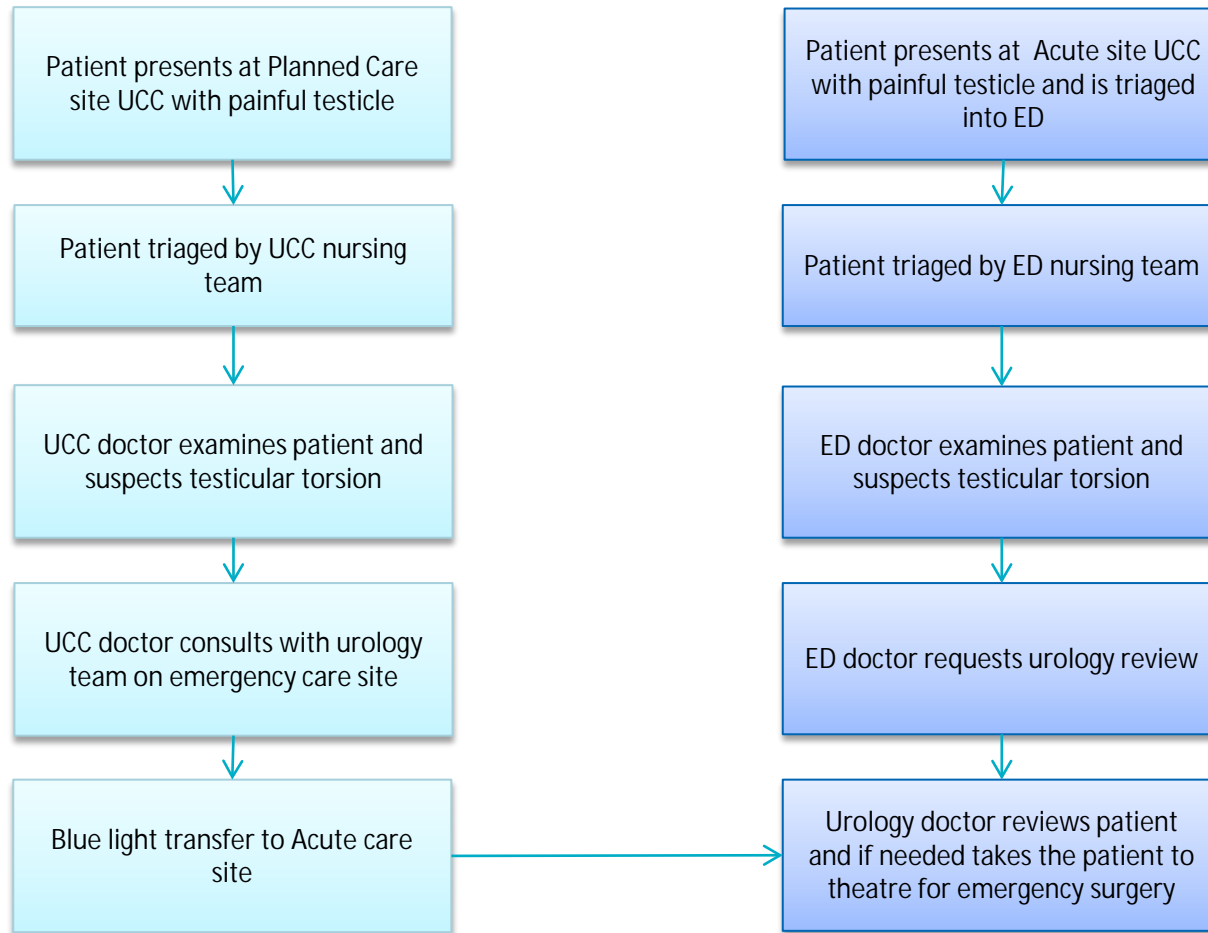 Patient presents at Planned Care
site UCC with painful testicle
Patient triaged by UCC nursing
team
UCC doctor examines patient and
suspects testicular torsion
UCC doctor consults with urology
team on emergency care site
Blue light transfer to Acute care
site
Patient presents at Acute site UCC
with painful testicle and is triaged
into ED
Patient triaged by ED nursing team
ED doctor examines patient and
suspects testicular torsion
ED doctor requests urology review
Urology doctor reviews patient
and if needed takes the patient to
theatre for emergency surgery